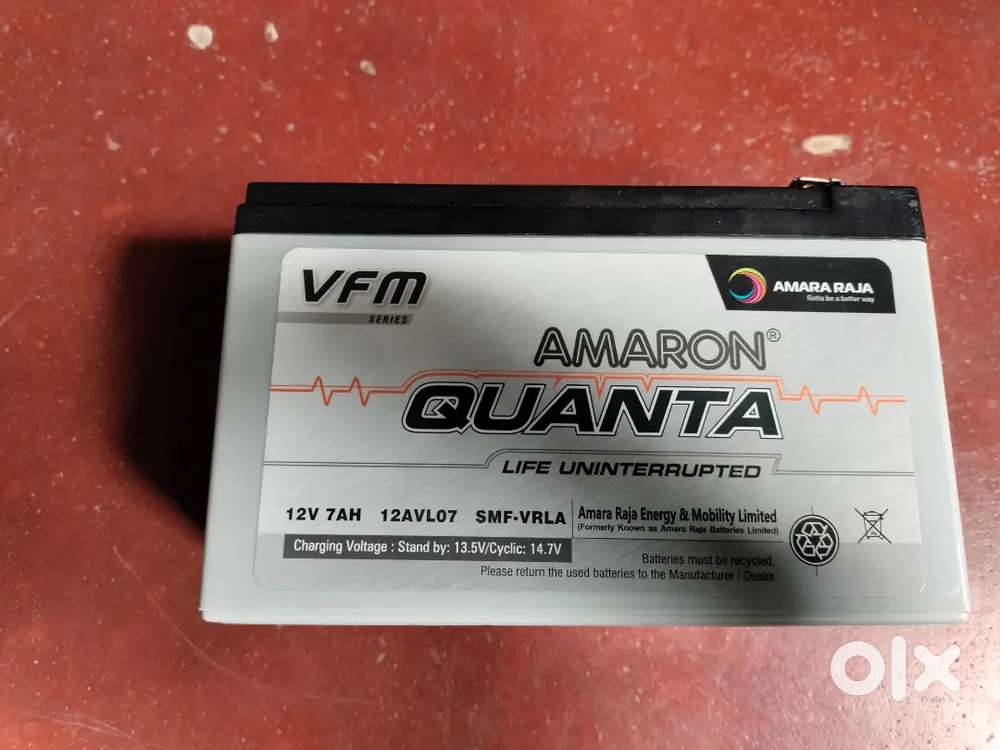 VFM
SERIES
AMARA RAJA
Gotta be a better way
AMARON®
QUANTA
LIFE UNINTERRUPTED
12V 7AH 12AVL07 SMF-VRLA
Amara Raja Energy & Mobility Limited
(Formerly Known as Amara Raja Batteries Limited)
Charging Voltage : Stand by: 13.5V/Cyclic: 14.7V
Batteries must be recycled.
Please return the used batteries to the Manufacturer / Dealer
olx